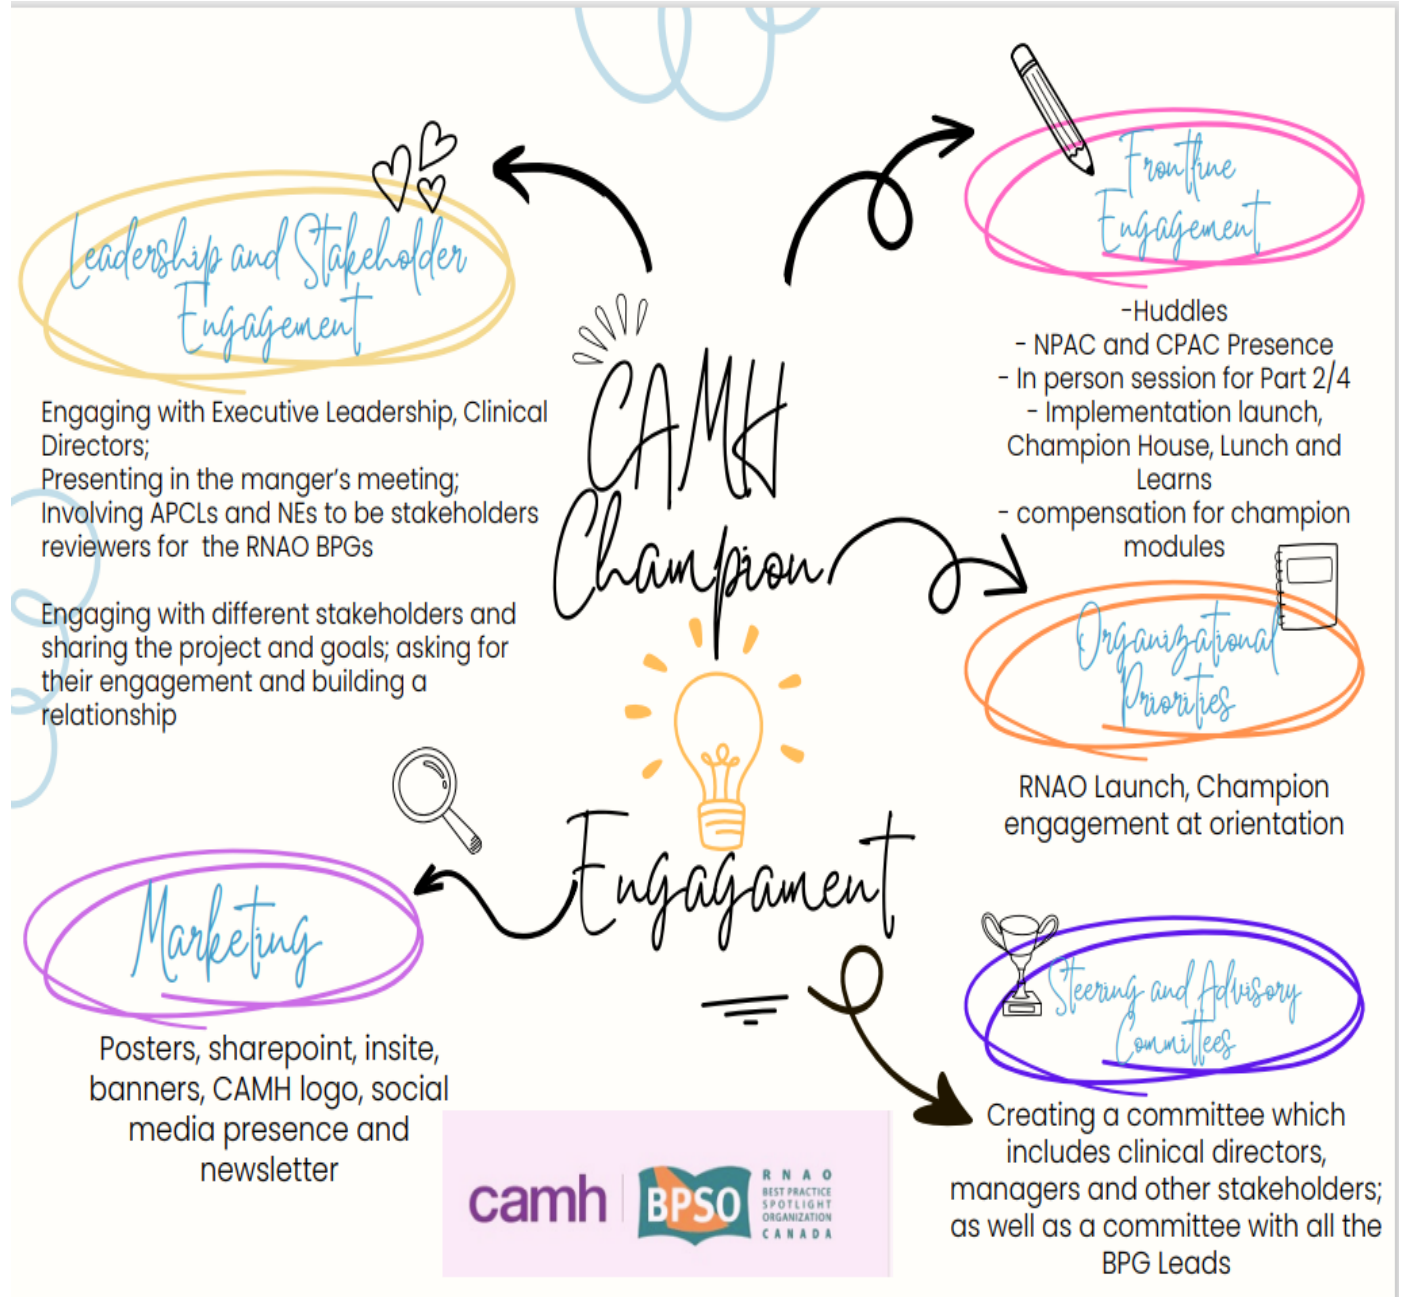 Leadership and Stakeholder
Engagement
Engaging with Executive Leadership, Clinical
Directors;
Presenting in the manger's meeting;
Involving APCLs and NEs to be stakeholders
reviewers for the RNAO BPGs
Engaging with different stakeholders and
sharing the project and goals; asking for
their engagement and building a
relationship
Marketing
Posters, sharepoint, insite,
banners, CAMH logo, social
media presence and
newsletter
CAMH
Champion
Engagament
camh
BPSO
RNAO
BEST PRACTICE
SPOTLIGHT
ORGANIZATION
CANADA
Frontline
Engagement
-Huddles
- NPAC and CPAC Presence
- In person session for Part 2/4
- Implementation launch,
Champion House, Lunch and
Learns
- compensation for champion
modules
Organizational
Priorities
RNAO Launch, Champion
engagement at orientation
Steering and Advisory
Committees
Creating a committee which
includes clinical directors,
managers and other stakeholders;
as well as a committee with all the
BPG Leads